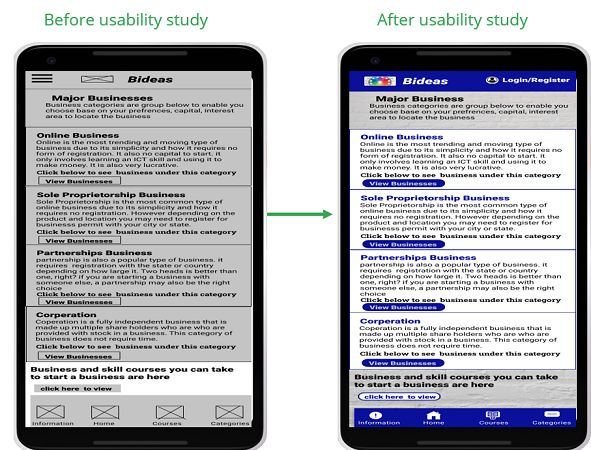 Before usability study
After usability study
Bideas
Major Businesses
Business categories are group below to enable you
choose base on your prefrences, capital, interest
area to locate the business
Online Business
Online is the most trending and moving type of
business due to its simplicity and how it requires no
form of registration. It also no capital to start. it
only involves learning an ICT skill and using it to
make money. It is also very lucrative.
Click below to see business under this category
View Businesses
Sole Proprietorship Business
Sole Proprietorship is the most common type of
online business due to its simplicity and how it
requires no registration. However depending on the
product and location you may need to register for
businesss permit with your city or state.
Click below to see business under this category
View Businesses
Partnerships Business
partnership is also a popular type of business. it
requires registration with the state or country
depending on how large it. Two heads is better than
one, right? if you are starting a business with
someone else, a partnership may also be the right
choice
Click below to see business under this category
View Businesses
Corperation
Coperation is a fully independent business that is
made up multiple share holders who are who are
provided with stock in a business. This category of
business does not require time.
Click below to see business under this category
View Businesses
Business and skill courses you can take
to start a business are here
click here to view
Information Home Courses Categories
Bideas Login/Register
Major Business
Business categories are group below to enable you
choose base on your prefrences, capital, interest
area to locate the business
Online Business
Online is the most trending and moving type of
business due to its simplicity and how it requires no
form of registration. It also no capital to start. it
only involves learning an ICT skill and using it to
make money. It is also very lucrative.
Click below to see business under this category
View Businesses
Sole Proprietorship Business
Sole Proprietorship is the most common type of
online business due to its simplicity and how it
requires no registration. However depending on the
product and location you may need to register for
businesss permit with your city or state.
Click below to see business under this category
View Businesses
Partnerships Business
partnership is also a popular type of business. it
requires registration with the state or country
depending on how large it. Two heads is better than
one, right? if you are starting a business with
someone else, a partnership may also be the right
choice
Click below to see business under this category
View Businesses
Corperation
Coperation is a fully independent business that is
made up multiple share holders who are who are
provided with stock in a business. This category of
business does not require time.
Click below to see business under this category
View Businesses
Business and skill courses you can take
to start a business are here
click here to view
Information Home Courses Categories